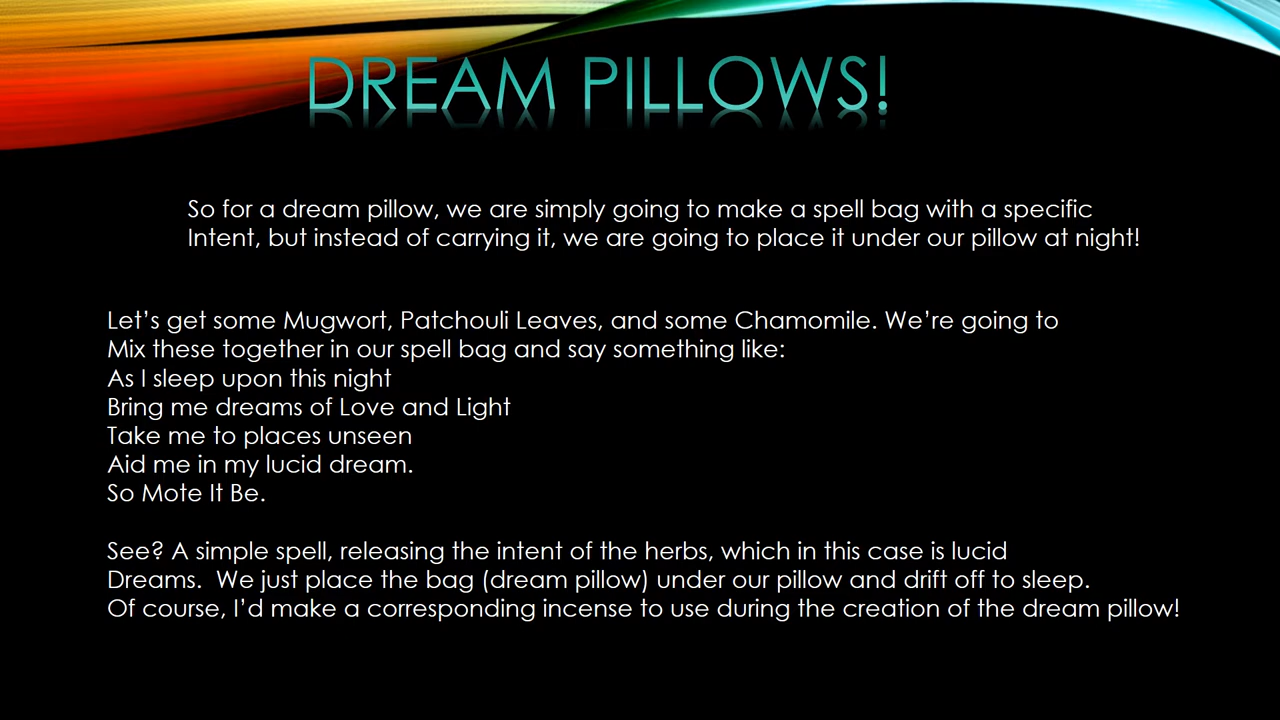 DREAM PILLOWS!
So for a dream pillow, we are simply going to make a spell bag with a specific
Intent, but instead of carrying it, we are going to place it under our pillow at night!
Let’s get some Mugwort, Patchouli Leaves, and some Chamomile. We’re going to
Mix these together in our spell bag and say something like:
As I sleep upon this night
Bring me dreams of Love and Light
Take me to places unseen
Aid me in my lucid dream.
So Mote It Be.
See? A simple spell, releasing the intent of the herbs, which in this case is lucid
Dreams.  We just place the bag (dream pillow) under our pillow and drift off to sleep.
Of course, I’d make a corresponding incense to use during the creation of the dream pillow!